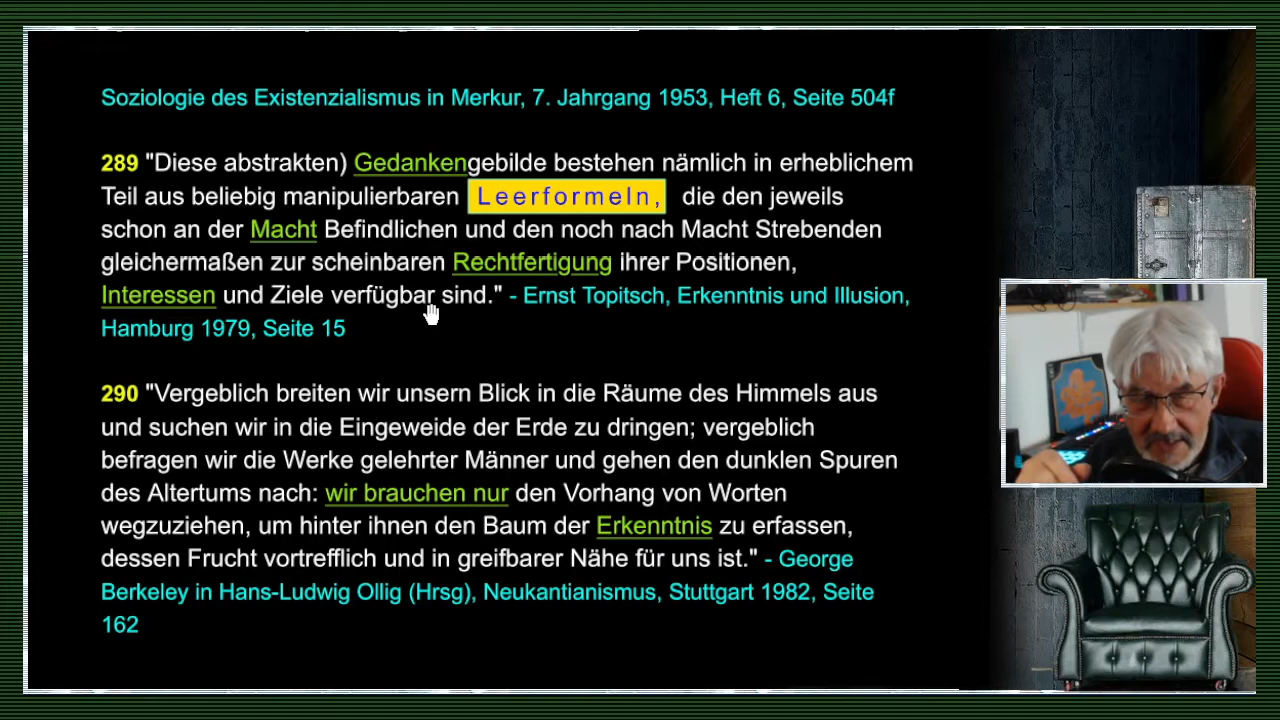 Soziologie des Existenzialismus in Merkur, 7. Jahrgang 1953, Heft 6, Seite 504f
289 "Diese abstrakten) Gedankengebilde bestehen nämlich in erheblichem
Teil aus beliebig manipulierbaren Leerformeln, die den jeweils
schon an der Macht Befindlichen und den noch nach Macht Strebenden
gleichermaßen zur scheinbaren Rechtfertigung ihrer Positionen,
Interessen und Ziele verfügbar sind." - Ernst Topitsch, Erkenntnis und Illusion,
Hamburg 1979, Seite 15
290 "Vergeblich breiten wir unsern Blick in die Räume des Himmels aus
und suchen wir in die Eingeweide der Erde zu dringen; vergeblich
befragen wir die Werke gelehrter Männer und gehen den dunklen Spuren
des Altertums nach: wir brauchen nur den Vorhang von Worten
wegzuziehen, um hinter ihnen den Baum der Erkenntnis zu erfassen,
dessen Frucht vortrefflich und in greifbarer Nähe für uns ist." - George
Berkeley in Hans-Ludwig Ollig (Hrsg), Neukantianismus, Stuttgart 1982, Seite
162